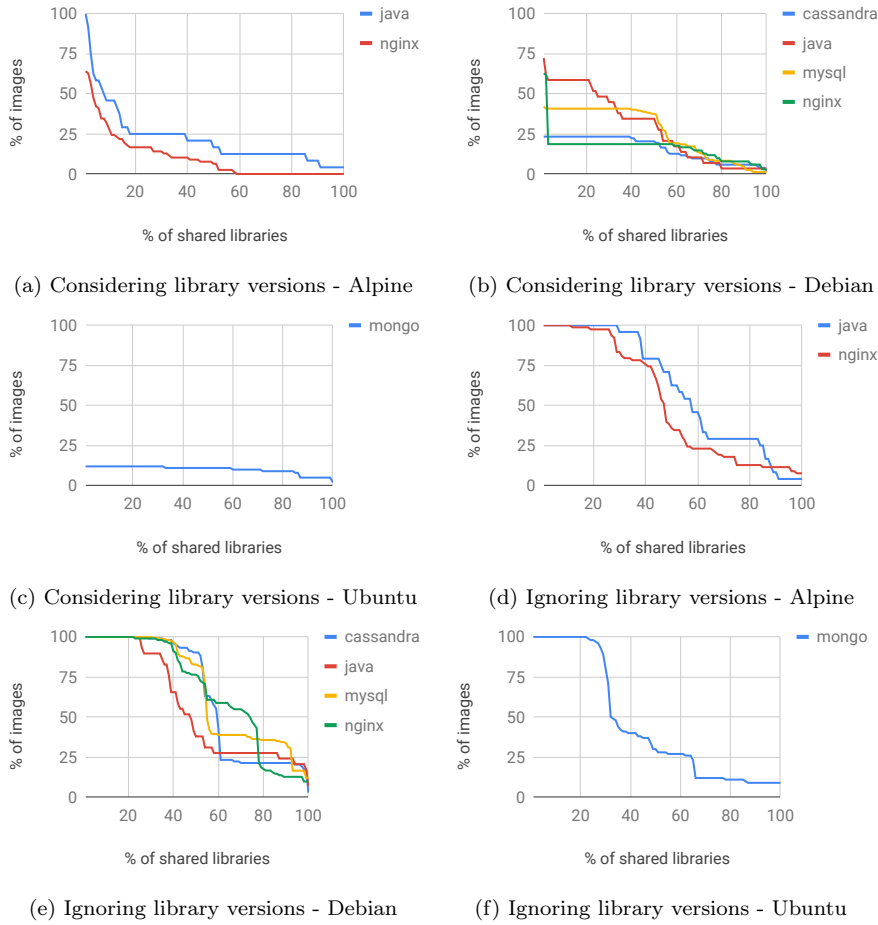 100
75
50
25
0
% of images
20
40
60
80
100
% of shared libraries
java
nginx
(a) Considering library versions - Alpine
100
75
50
25
0
% of images
20
40
60
80
100
% of shared libraries
cassandra
java
mysql
nginx
(b) Considering library versions - Debian
100
75
50
25
0
% of images
20
40
60
80
100
% of shared libraries
mongo
(c) Considering library versions - Ubuntu
100
75
50
25
0
% of images
20
40
60
80
100
% of shared libraries
java
nginx
(d) Ignoring library versions - Alpine
100
75
50
25
0
% of images
20
40
60
80
100
% of shared libraries
cassandra
java
mysql
nginx
(e) Ignoring library versions - Debian
100
75
50
25
0
% of images
20
40
60
80
100
% of shared libraries
mongo
(f) Ignoring library versions - Ubuntu